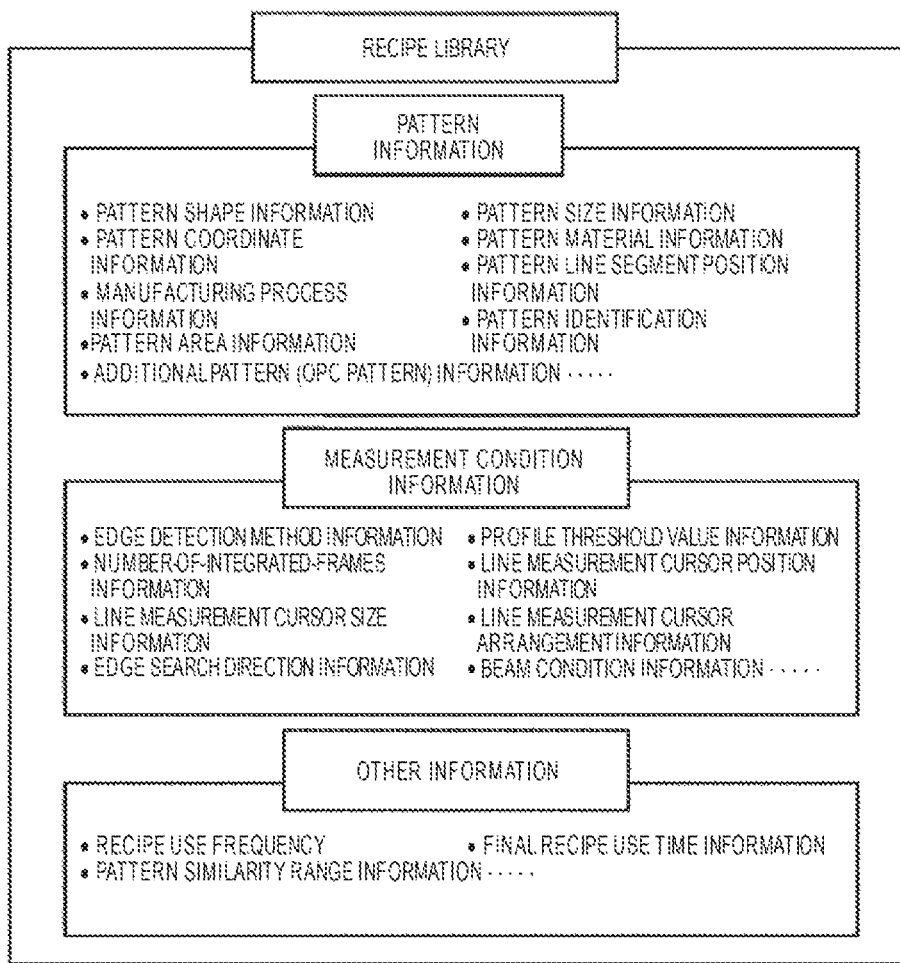 RECIPE LIBRARY
PATTERN
INFORMATION
• PATTERN SHAPE INFORMATION
• PATTERN COORDINATE
INFORMATION
• MANUFACTURING PROCESS
INFORMATION
• PATTERN AREA INFORMATION
• PATTERN SIZE INFORMATION
• PATTERN MATERIAL INFORMATION
• PATTERN LINE SEGMENT POSITION
INFORMATION
• PATTERN IDENTIFICATION
INFORMATION
• ADDITIONAL PATTERN (OPC PATTERN) INFORMATION ·····
MEASUREMENT CONDITION
INFORMATION
• EDGE DETECTION METHOD INFORMATION
• NUMBER-OF-INTEGRATED-FRAMES
INFORMATION
• LINE MEASUREMENT CURSOR SIZE
INFORMATION
• EDGE SEARCH DIRECTION INFORMATION
• PROFILE THRESHOLD VALUE INFORMATION
• LINE MEASUREMENT CURSOR POSITION
INFORMATION
• LINE MEASUREMENT CURSOR
ARRANGEMENT INFORMATION
• BEAM CONDITION INFORMATION ·····
OTHER INFORMATION
• RECIPE USE FREQUENCY
• FINAL RECIPE USE TIME INFORMATION
• PATTERN SIMILARITY RANGE INFORMATION ·····